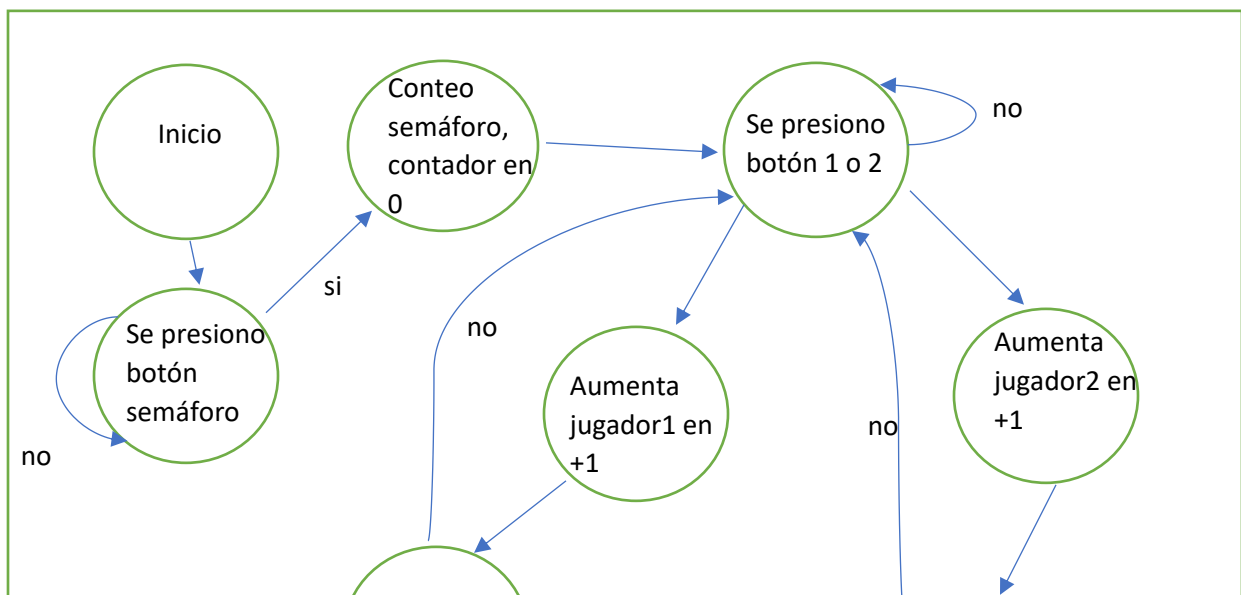 Inicio
Conteo
semáforo,
contador en
0
Se presiono
botón 1 o 2
no
si
Se presiono
botón
semáforo
no
no
Aumenta
jugador1 en
+1
no
Aumenta
jugador2 en
+1